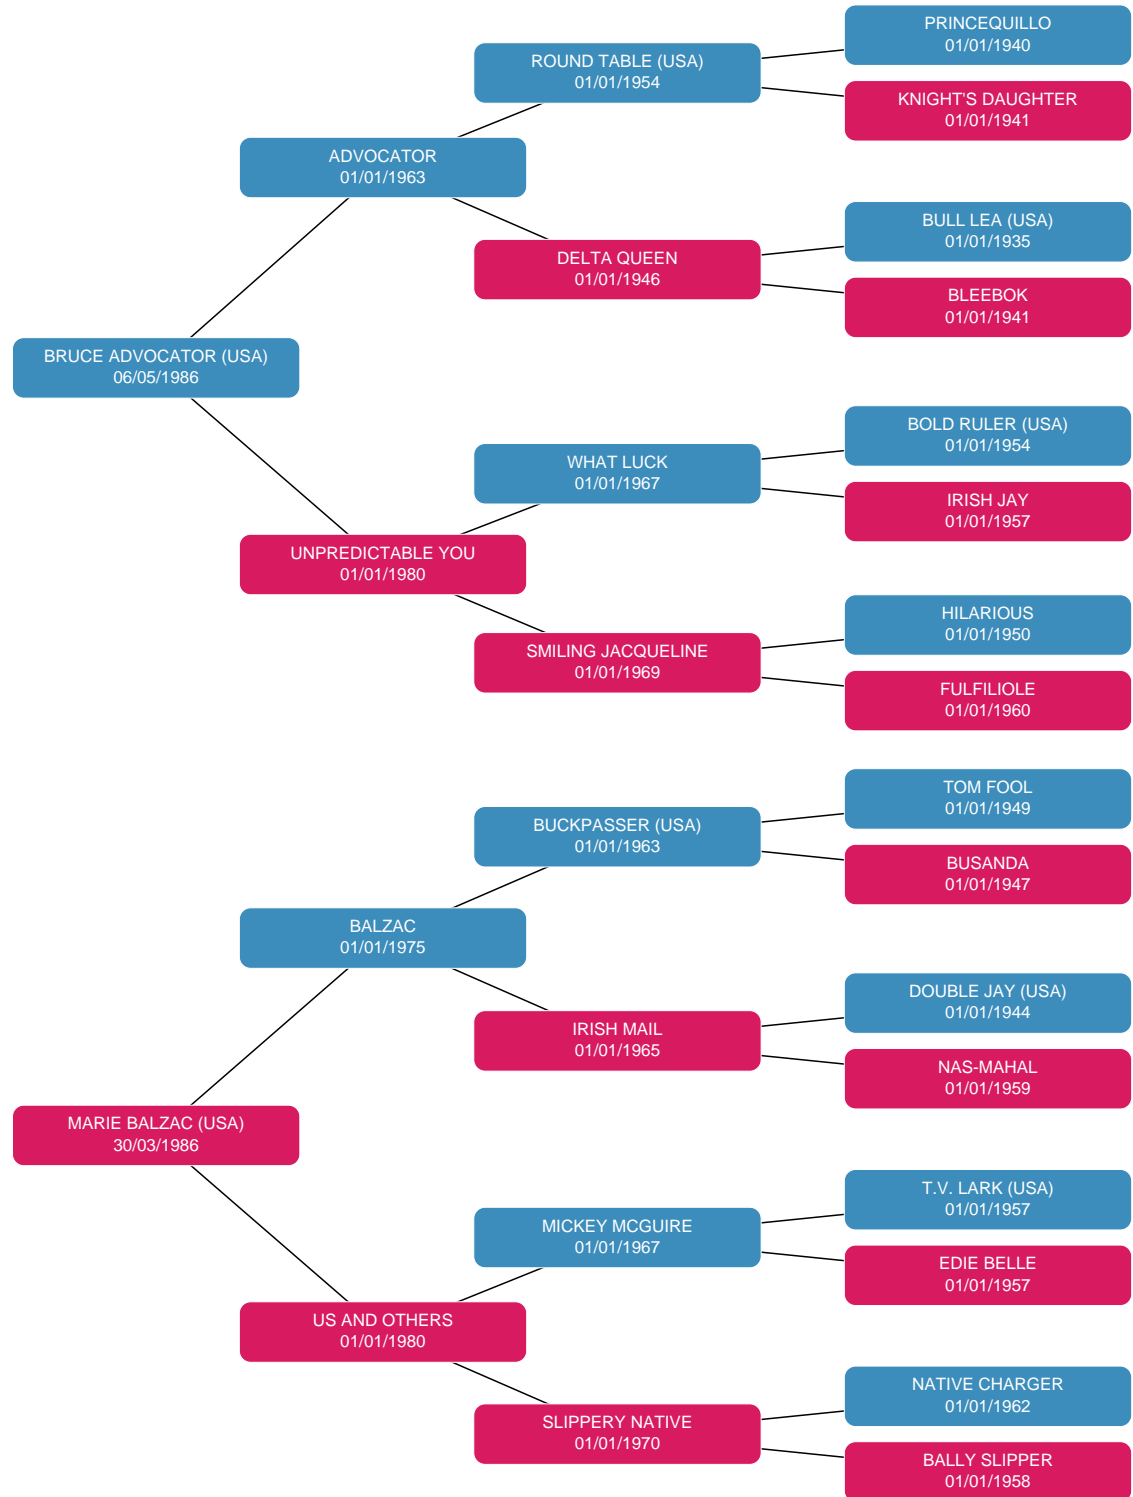 PRINCEQUILLO
01/01/1940
ROUND TABLE (USA)
01/01/1954
KNIGHT'S DAUGHTER
01/01/1941
ADVOCATOR
01/01/1963
BULL LEA (USA)
01/01/1935
DELTA QUEEN
01/01/1946
BLEEBOK
01/01/1941
BRUCE ADVOCATOR (USA)
06/05/1986
BOLD RULER (USA)
01/01/1954
WHAT LUCK
01/01/1967
IRISH JAY
01/01/1957
UNPREDICTABLE YOU
01/01/1980
HILARIOUS
01/01/1950
SMILING JACQUELINE
01/01/1969
FULFILIOLE
01/01/1960
TOM FOOL
01/01/1949
BUCKPASSER (USA)
01/01/1963
BUSANDA
01/01/1947
BALZAC
01/01/1975
DOUBLE JAY (USA)
01/01/1944
IRISH MAIL
01/01/1965
NAS-MAHAL
01/01/1959
MARIE BALZAC (USA)
30/03/1986
T.V. LARK (USA)
01/01/1957
MICKEY MCGUIRE
01/01/1967
EDIE BELLE
01/01/1957
US AND OTHERS
01/01/1980
NATIVE CHARGER
01/01/1962
SLIPPERY NATIVE
01/01/1970
BALLY SLIPPER
01/01/1958